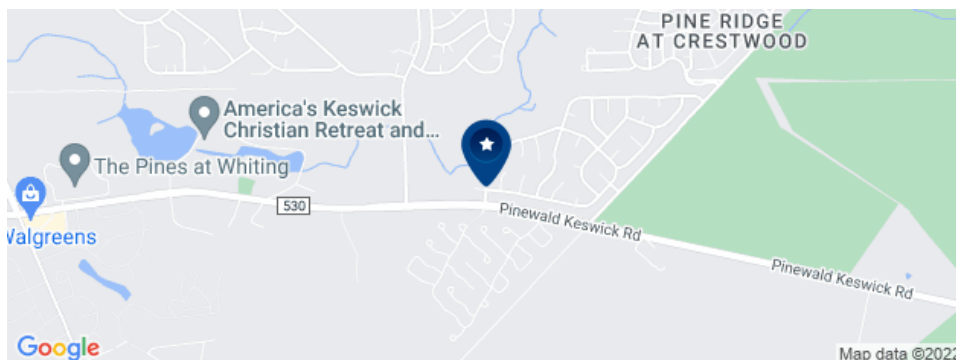 PINE RIDGE
AT CRESTWOOD
America's Keswick
Christian Retreat and...
The Pines at Whiting
530
Walgreens
Pinewald Keswick Rd
Pinewald Keswick Rd
Google
Map data ©2022